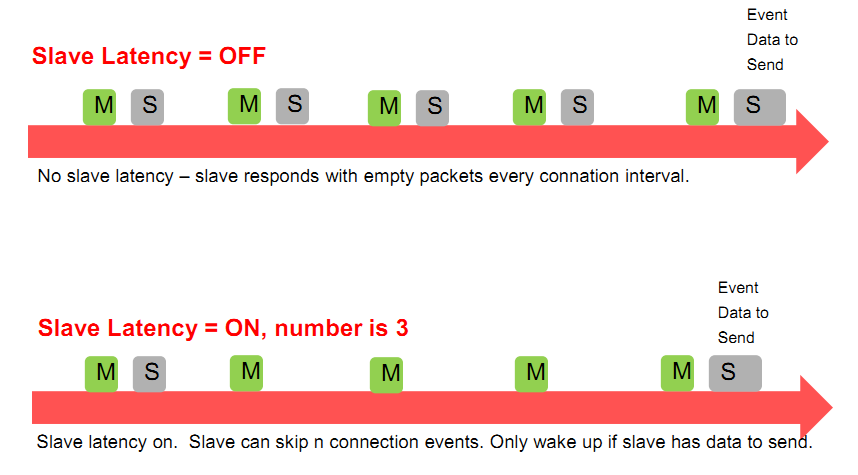 Event
Data to
Send
Slave Latency = OFF
M S M S M S M S M S
No slave latency – slave responds with empty packets every connation interval.
Event
Data to
Send
Slave Latency = ON, number is 3
M S M M M M S
Slave latency on.  Slave can skip n connection events. Only wake up if slave has data to send.